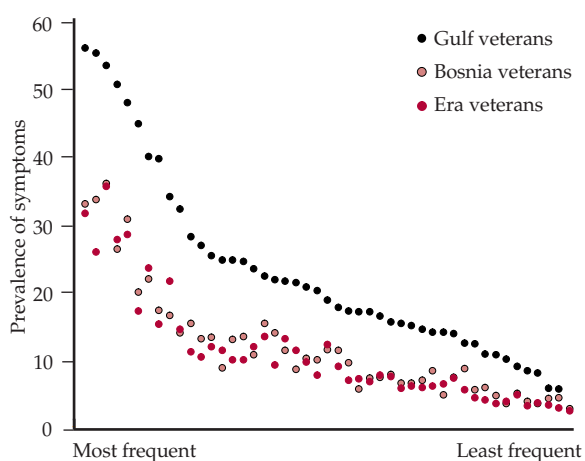 60
50
40
30
20
10
0
Prevalence of symptoms
Gulf veterans
Bosnia veterans
Era veterans
Most frequent
Least frequent